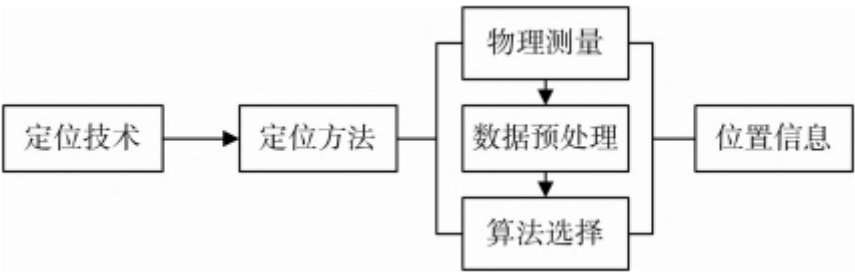 物理测量
定位技术
定位方法
数据预处理
位置信息
算法选择